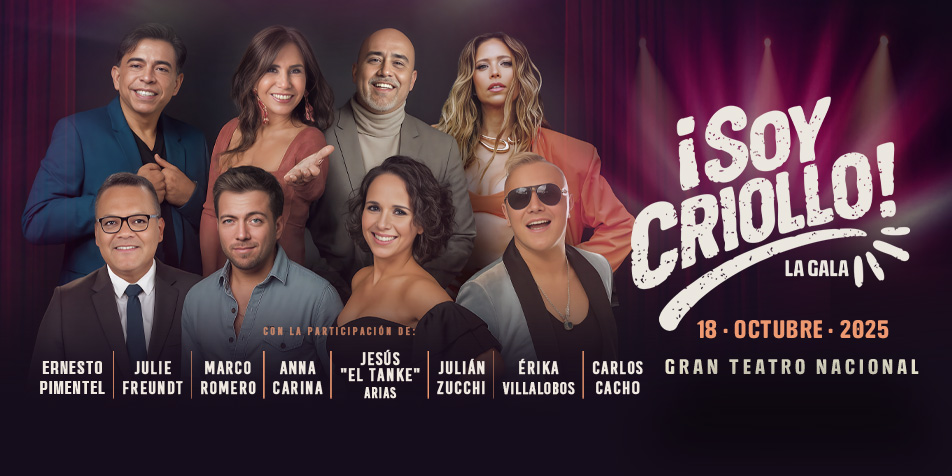 ¡SOY
CRIOLLO!
LA GALA
18 · OCTUBRE · 2025
GRAN TEATRO NACIONAL
CON LA PARTICIPACIÓN DE:
ERNESTO
PIMENTEL
JULIE
FREUNDT
MARCO
ROMERO
ANNA
CARINA
JESÚS
"EL TANKE"
ARIAS
JULIÁN
ZUCCHI
ÉRIKA
VILLALOBOS
CARLOS
CACHO